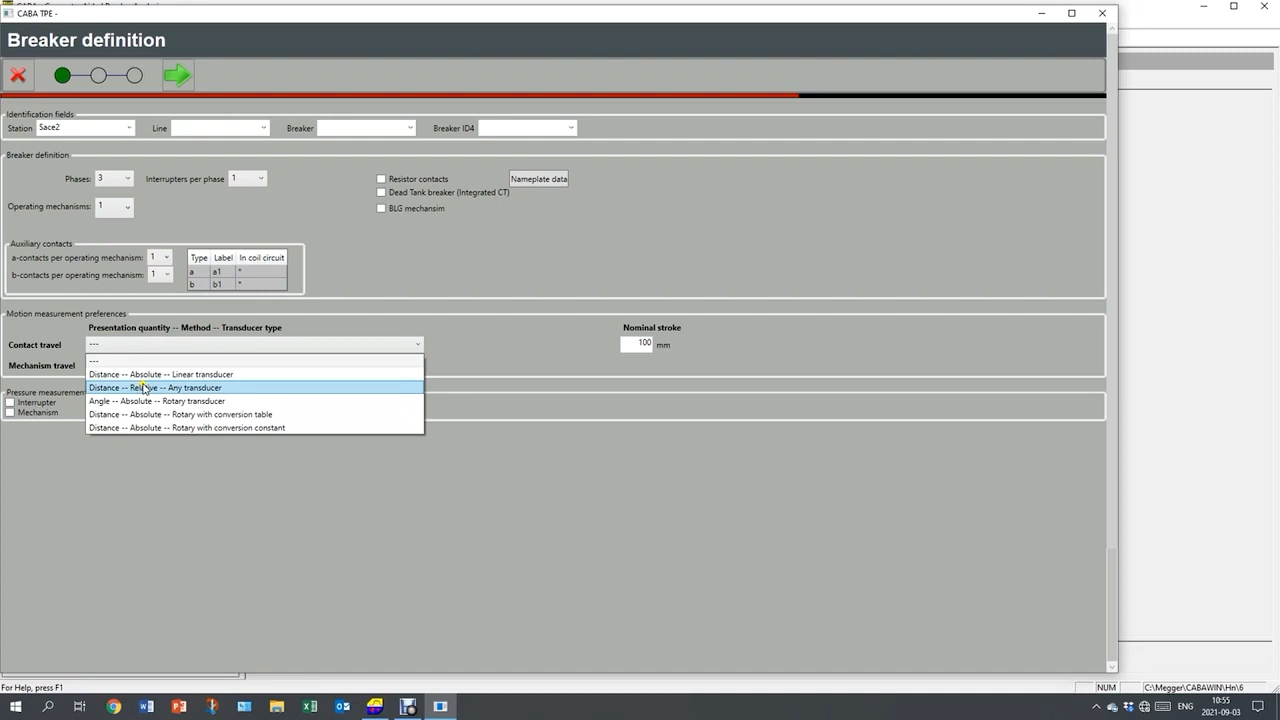 CABA TPE -
Breaker definition
Identification fields
Station Sace2 Line Breaker Breaker ID4
Breaker definition
Phases: 3 Interrupters per phase 1 Resistor contacts Nameplate data
Dead Tank breaker (Integrated CT)
Operating mechanisms: 1 BLG mechansim
Auxiliary contacts
a-contacts per operating mechanism: 1 Type Label In coil circuit
a a1 *
b-contacts per operating mechanism: 1
b b1 *
Motion measurement preferences
Presentation quantity -- Method -- Transducer type Nominal stroke
Contact travel --- 100 mm
---
Mechanism travel
Distance -- Absolute -- Linear transducer
Distance -- Relative -- Any transducer
Pressure measurement
Interrupter
Angle -- Absolute -- Rotary transducer
Mechanism
Distance -- Absolute -- Rotary with conversion table
Distance -- Absolute -- Rotary with conversion constant
For Help, press F1 NUM C:\Megger\CABAWIN\Hn\6
ENG 10:55
2021-09-03